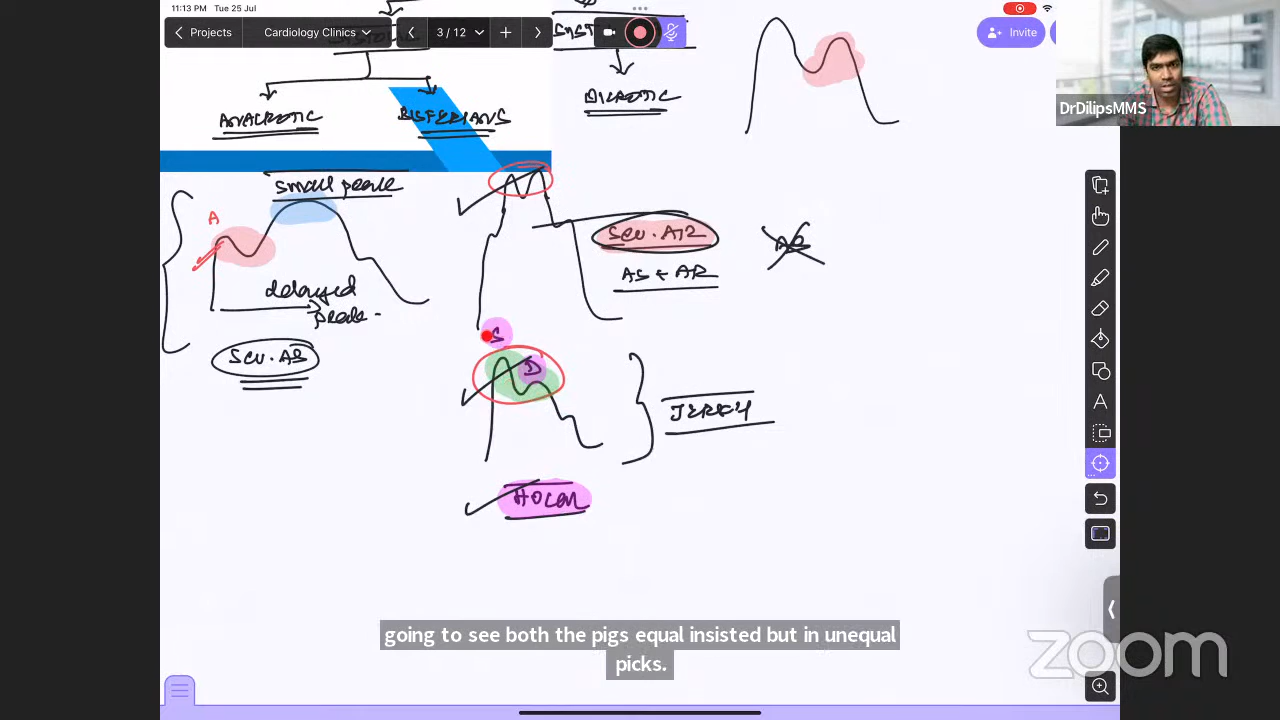 11:13 PM Tue 25 Jul
Projects
Cardiology Clinics
3 / 12
Invite
DrDilipsMMS
ANACROTIC
BISFERIANS
DICROTIC
small peak
A
delayed
peak
Sev. AS
Sev. AR
AS + AR
S
D
JERKY
HOCM
going to see both the pigs equal insisted but in unequal
picks.
zoom